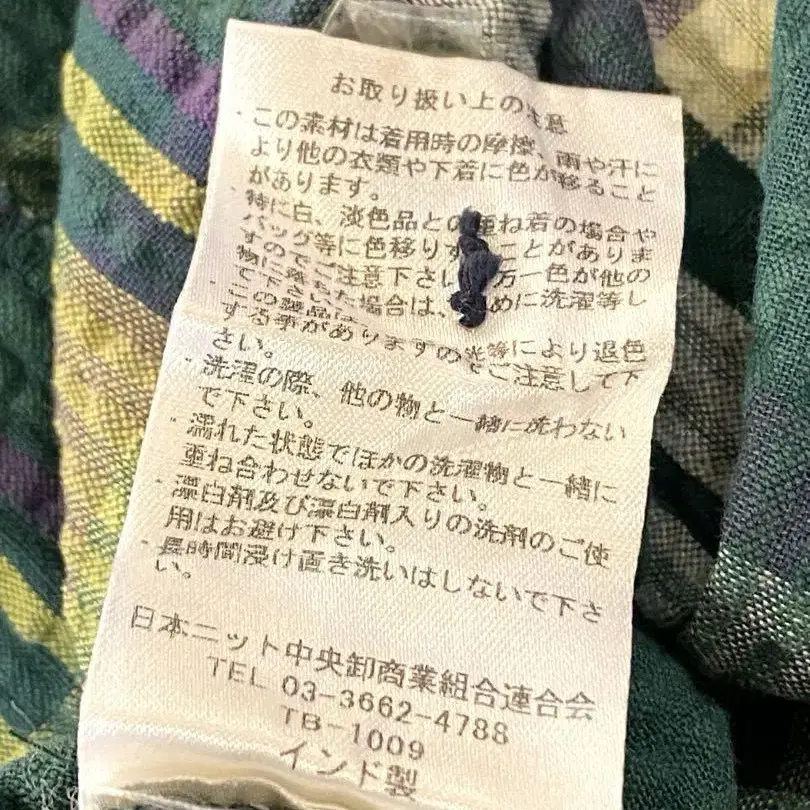 お取り扱い上の注意
・この素材は着用時の摩擦、雨や汗に
より他の衣類や下着に色が移ること
があります。
・特に白、淡色品との重ね着の場合や
バッグ等に色移りすることがありま
すのでご注意下さい。万一色が他の
物に落ちた場合は、早めに洗濯等し
て下さい。
・この製品は 光等により退色
する事がありますのでご注意して下
さい。
・洗濯の際、他の物と一緒に洗わない
で下さい。
・濡れた状態でほかの洗濯物と一緒に
重ね合わせないで下さい。
・漂白剤及び漂白剤入りの洗剤のご使
用はお避け下さい。
・長時間浸け置き洗いはしないで下さ
い。
日本ニット中央卸商業組合連合会
TEL 03-3662-4788
TB-1009
インド製